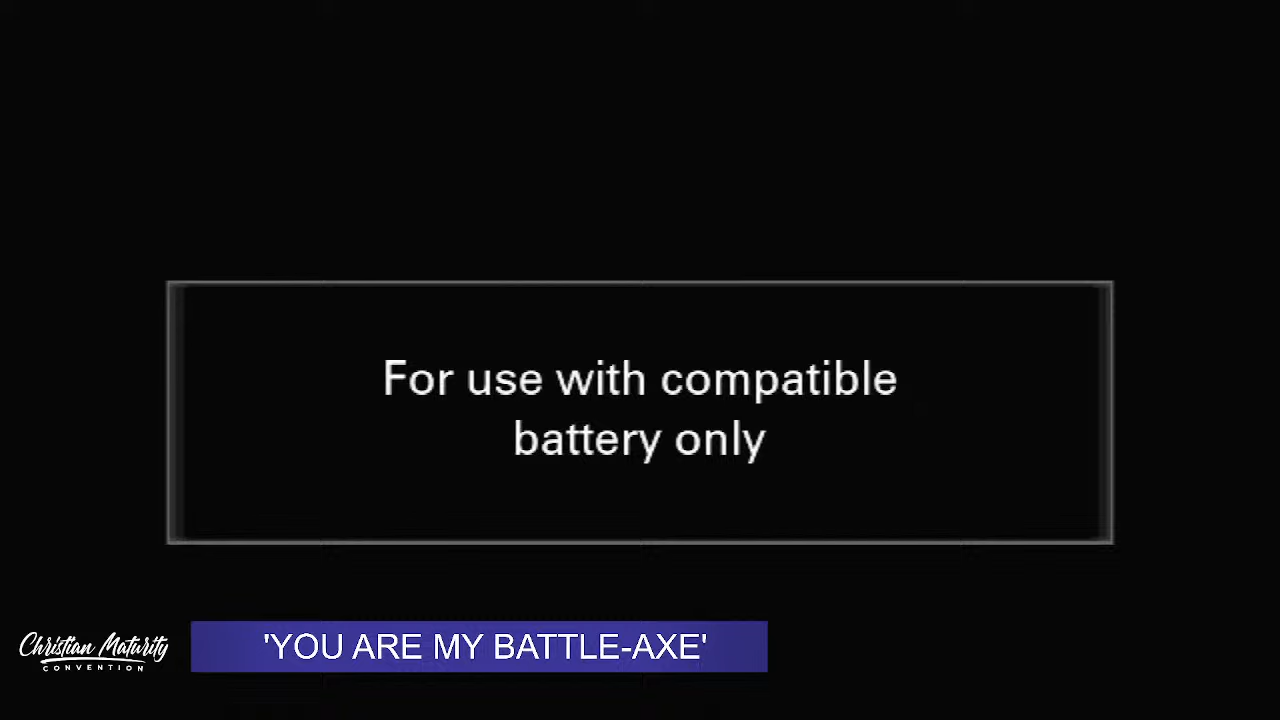 For use with compatible
battery only
Christian Maturity
CONVENTION
'YOU ARE MY BATTLE-AXE'